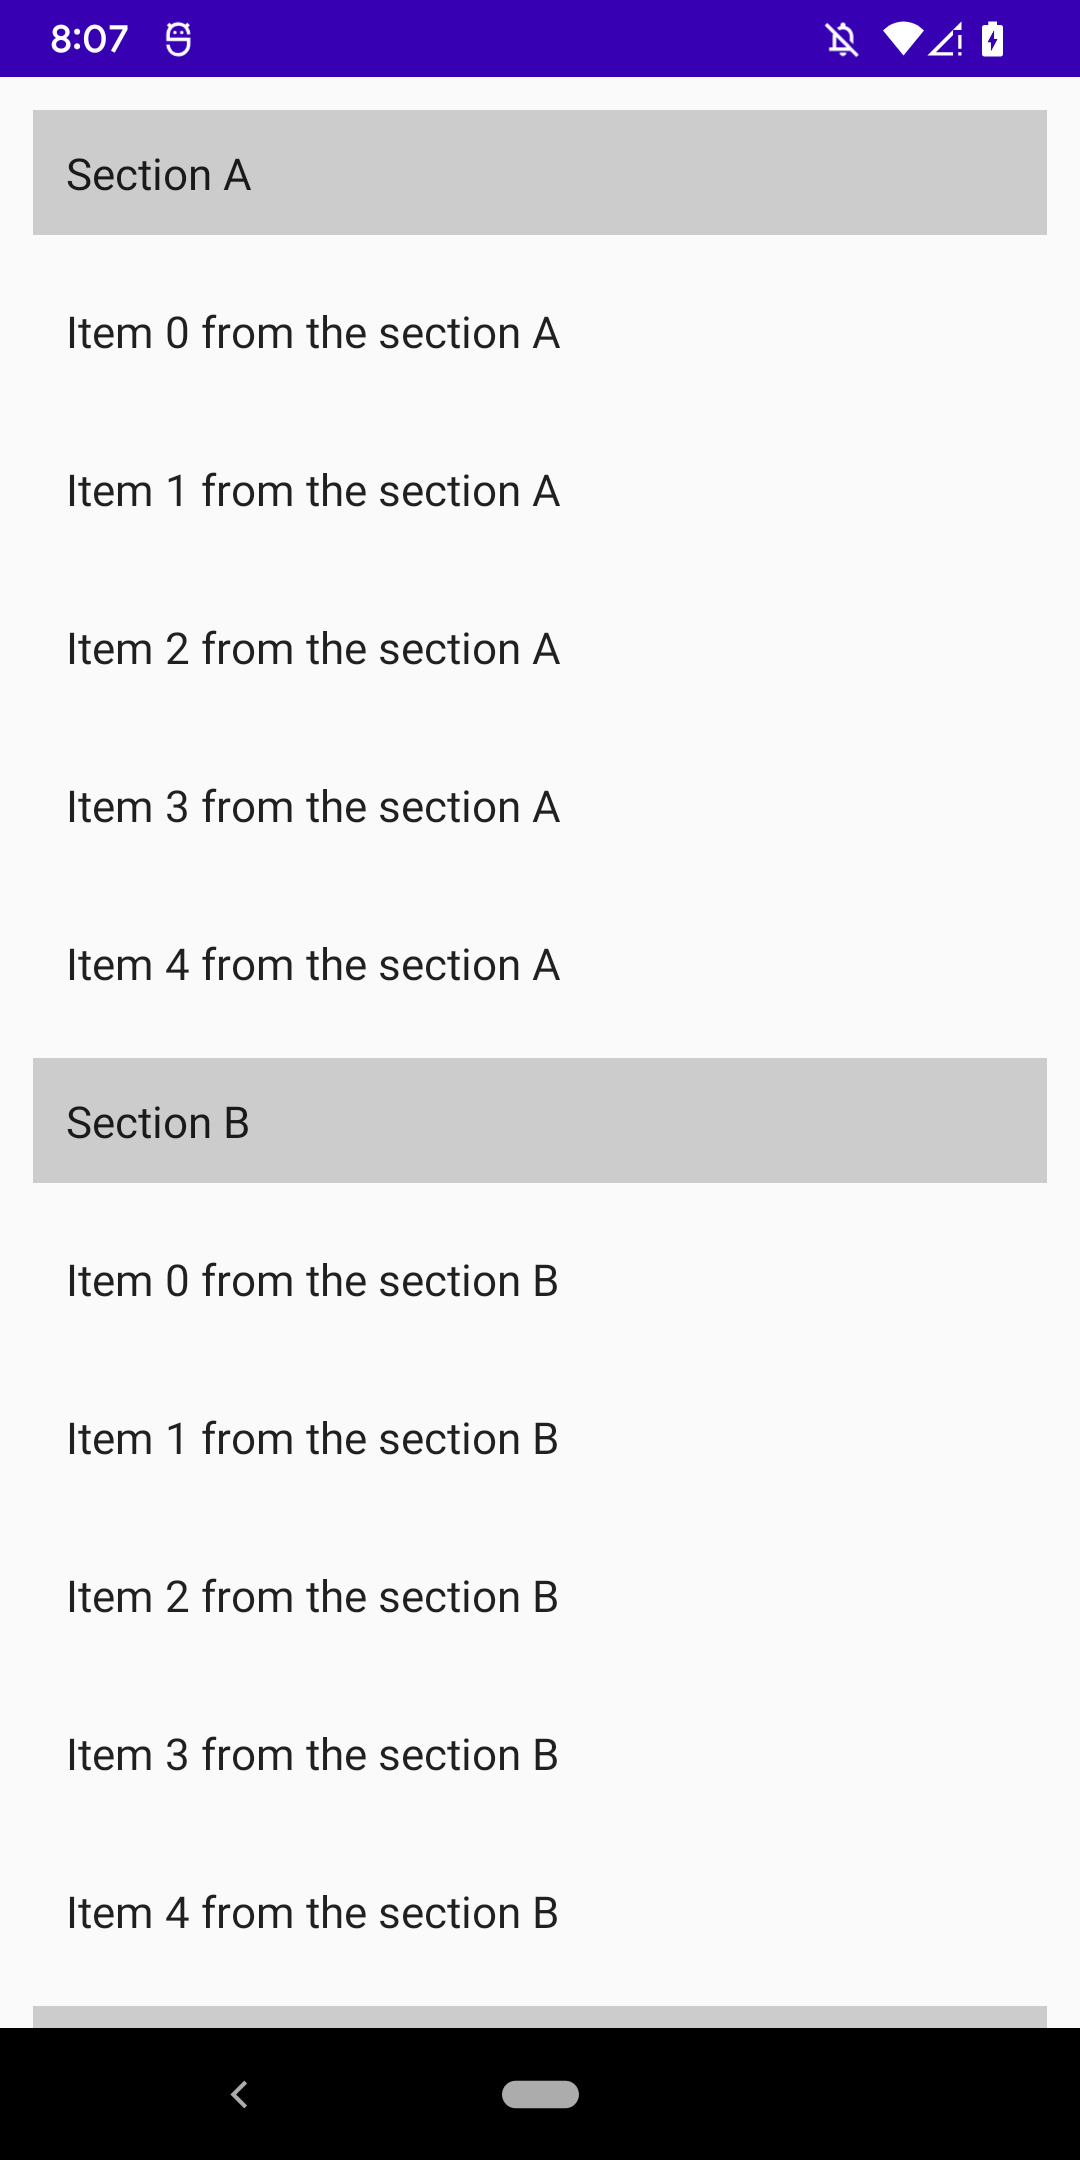 8:07
Section A
Item 0 from the section A
Item 1 from the section A
Item 2 from the section A
Item 3 from the section A
Item 4 from the section A
Section B
Item 0 from the section B
Item 1 from the section B
Item 2 from the section B
Item 3 from the section B
Item 4 from the section B